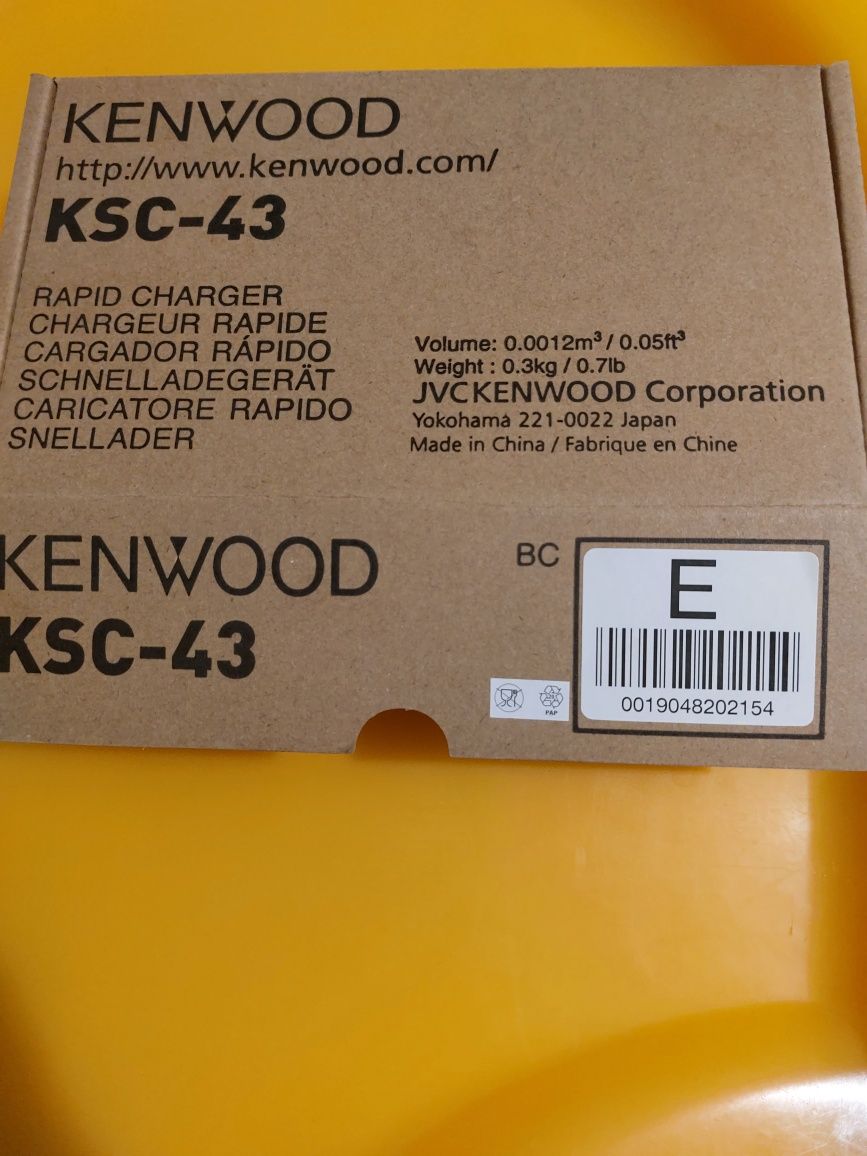 KENWOOD
http://www.kenwood.com/
KSC-43
RAPID CHARGER
CHARGEUR RAPIDE
CARGADOR RÁPIDO
SCHNELLADEGERÄT
CARICATORE RAPIDO
SNELLADER
Volume: 0.0012m³ / 0.05ft³
Weight : 0.3kg / 0.7lb
JVCKENWOOD Corporation
Yokohama 221-0022 Japan
Made in China / Fabrique en Chine
KENWOOD
KSC-43
BC
E
0019048202154
PAP